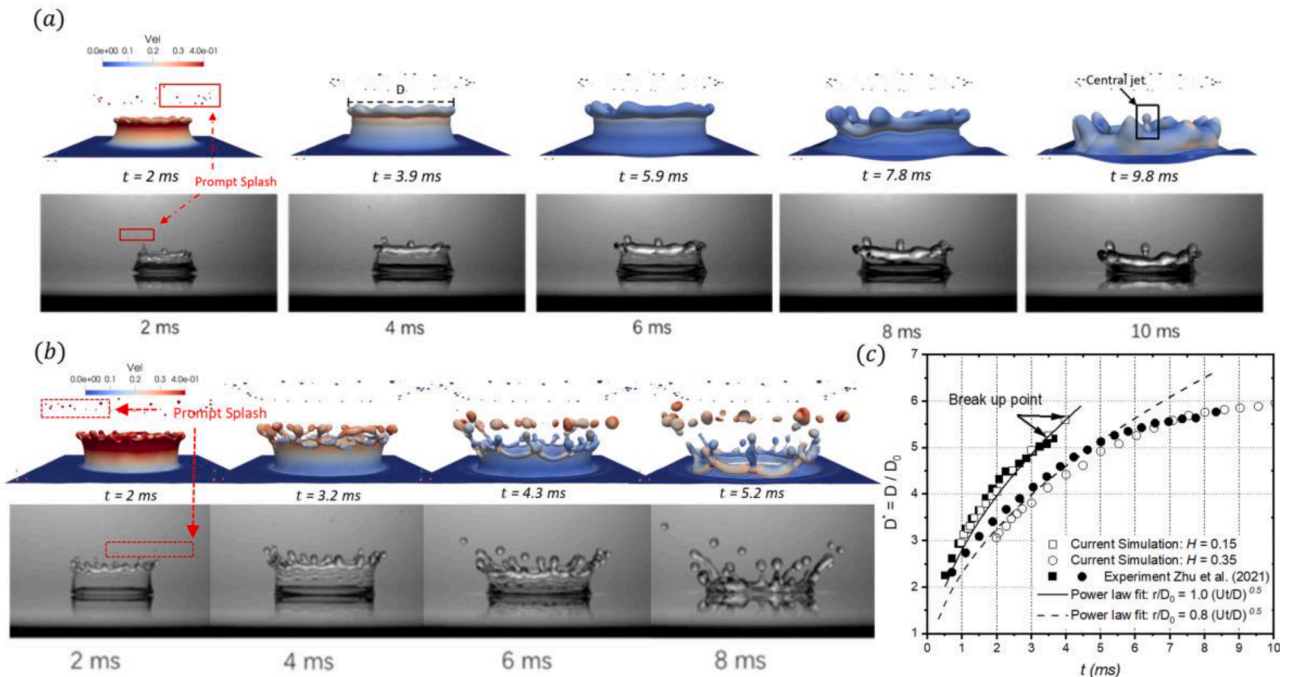 (a)
Vel
0.0e+00 0.1 0.2 0.3 4.0e-01
D
Central jet
t = 2 ms
t = 3.9 ms
t = 5.9 ms
t = 7.8 ms
t = 9.8 ms
Prompt Splash
2 ms
4 ms
6 ms
8 ms
10 ms
(b)
Vel
0.0e+00 0.1 0.2 0.3 4.0e-01
Prompt Splash
t = 2 ms
t = 3.2 ms
t = 4.3 ms
t = 5.2 ms
2 ms
4 ms
6 ms
8 ms
(c)
7
6
5
4
3
2
1
D* = D / D0
Break up point
Current Simulation: H = 0.15
Current Simulation: H = 0.35
Experiment Zhu et al. (2021)
Power law fit: r/D0 = 1.0 (Ut/D)^0.5
Power law fit: r/D0 = 0.8 (Ut/D)^0.5
0 1 2 3 4 5 6 7 8 9 10
t (ms)